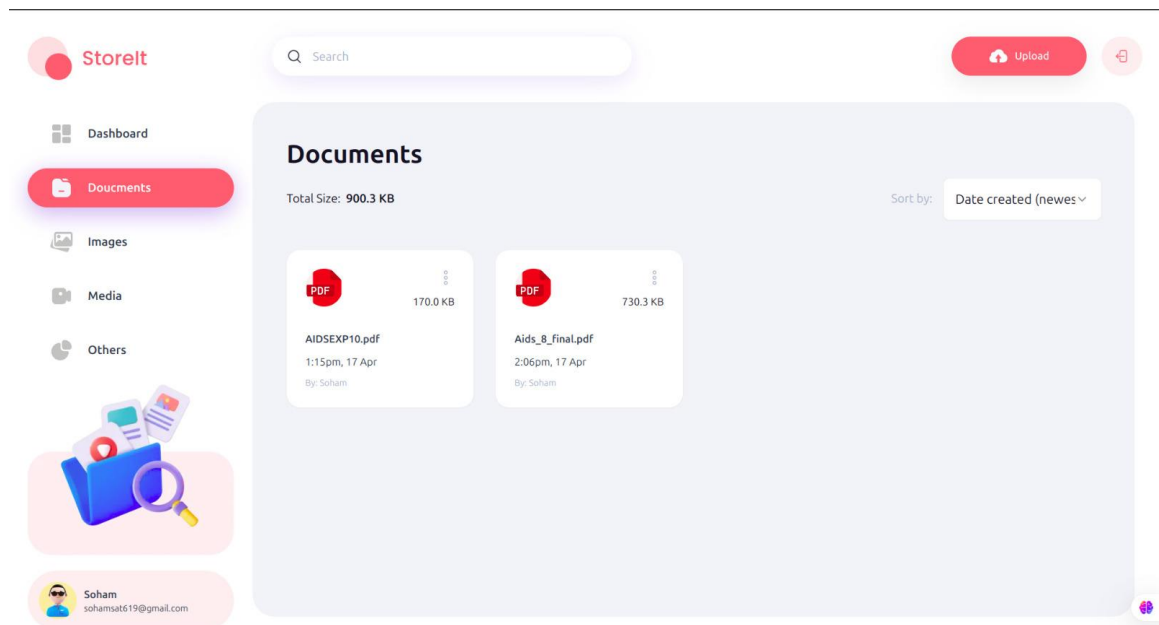 StoreIt
Search
Upload
Dashboard
Doucments
Images
Media
Others
Soham
sohamsat619@gmail.com
Documents
Total Size: 900.3 KB
Sort by:
Date created (newes
PDF
170.0 KB
AIDSEXP10.pdf
1:15pm, 17 Apr
By: Soham
PDF
730.3 KB
Aids_8_final.pdf
2:06pm, 17 Apr
By: Soham